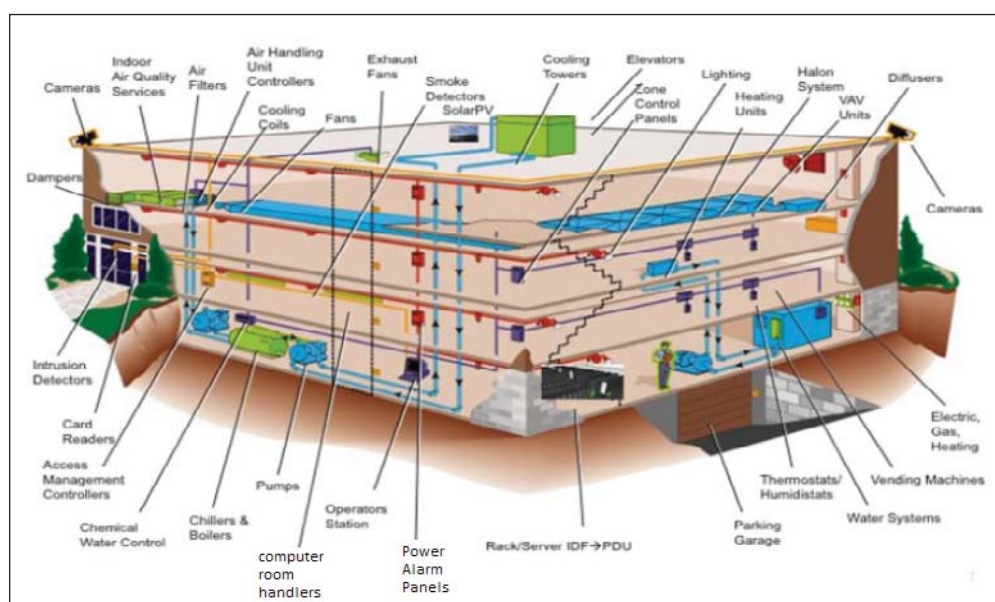 Cameras
Indoor
Air Quality
Services
Air
Filters
Air Handling
Unit
Controllers
Cooling
Coils
Fans
Exhaust
Fans
Smoke
Detectors
SolarPV
Cooling
Towers
Elevators
Zone
Control
Panels
Lighting
Heating
Units
Halon
System
VAV
Units
Diffusers
Dampers
Cameras
Intrusion
Detectors
Card
Readers
Access
Management
Controllers
Chemical
Water Control
Chillers &
Boilers
Pumps
computer
room
handlers
Operators
Station
Power
Alarm
Panels
Rack/Server IDF→PDU
Parking
Garage
Thermostats/
Humidistats
Water Systems
Vending Machines
Electric,
Gas,
Heating
7